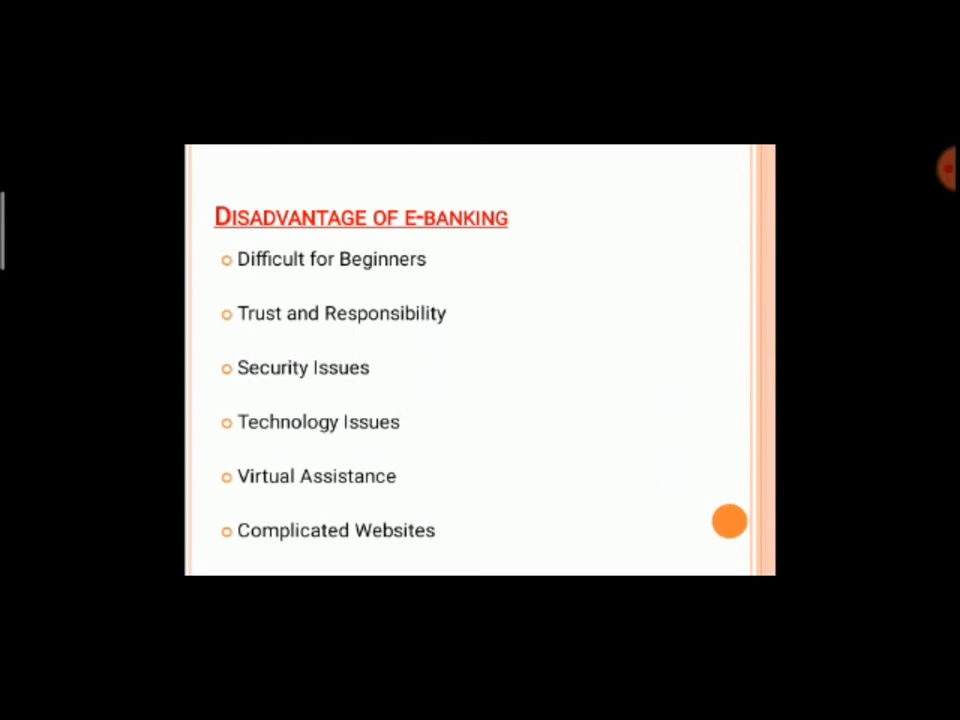 DISADVANTAGE OF E-BANKING
Difficult for Beginners
Trust and Responsibility
Security Issues
Technology Issues
Virtual Assistance
Complicated Websites